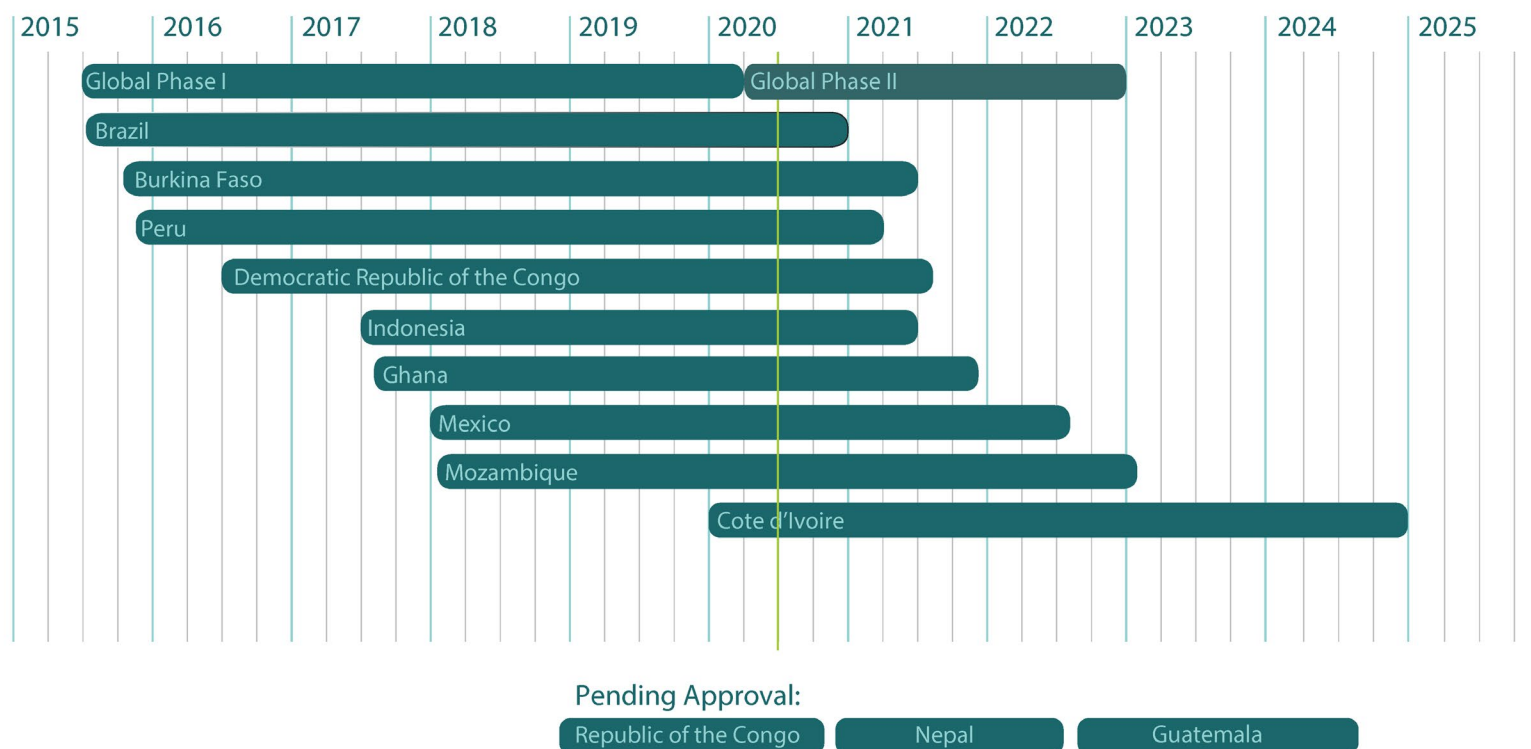 2015 2016 2017 2018 2019 2020 2021 2022 2023 2024 2025
Global Phase I Global Phase II
Brazil
Burkina Faso
Peru
Democratic Republic of the Congo
Indonesia
Ghana
Mexico
Mozambique
Cote d’Ivoire
Pending Approval:
Republic of the Congo Nepal Guatemala